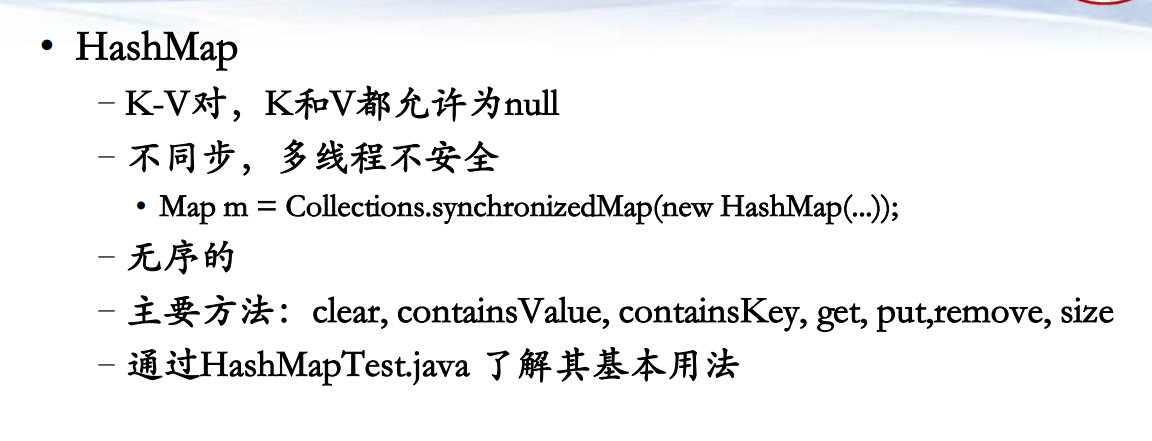 • HashMap
– K-V对，K和V都允许为null
– 不同步，多线程不安全
• Map m = Collections.synchronizedMap(new HashMap(...));
– 无序的
– 主要方法：clear, containsValue, containsKey, get, put,remove, size
– 通过HashMapTest.java 了解其基本用法